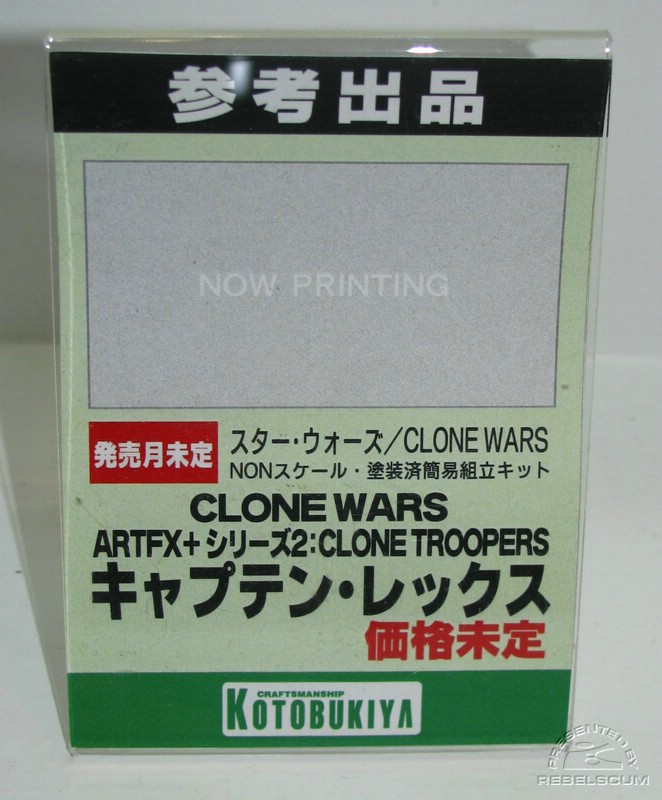 参考出品
NOW PRINTING
発売月未定
スター・ウォーズ/CLONE WARS
NONスケール・塗装済簡易組立キット
CLONE WARS
ARTFX+シリーズ2:CLONE TROOPERS
キャプテン・レックス
価格未定
CRAFTSMANSHIP
KOTOBUKIYA
PRESENTED BY
REBELSCUM